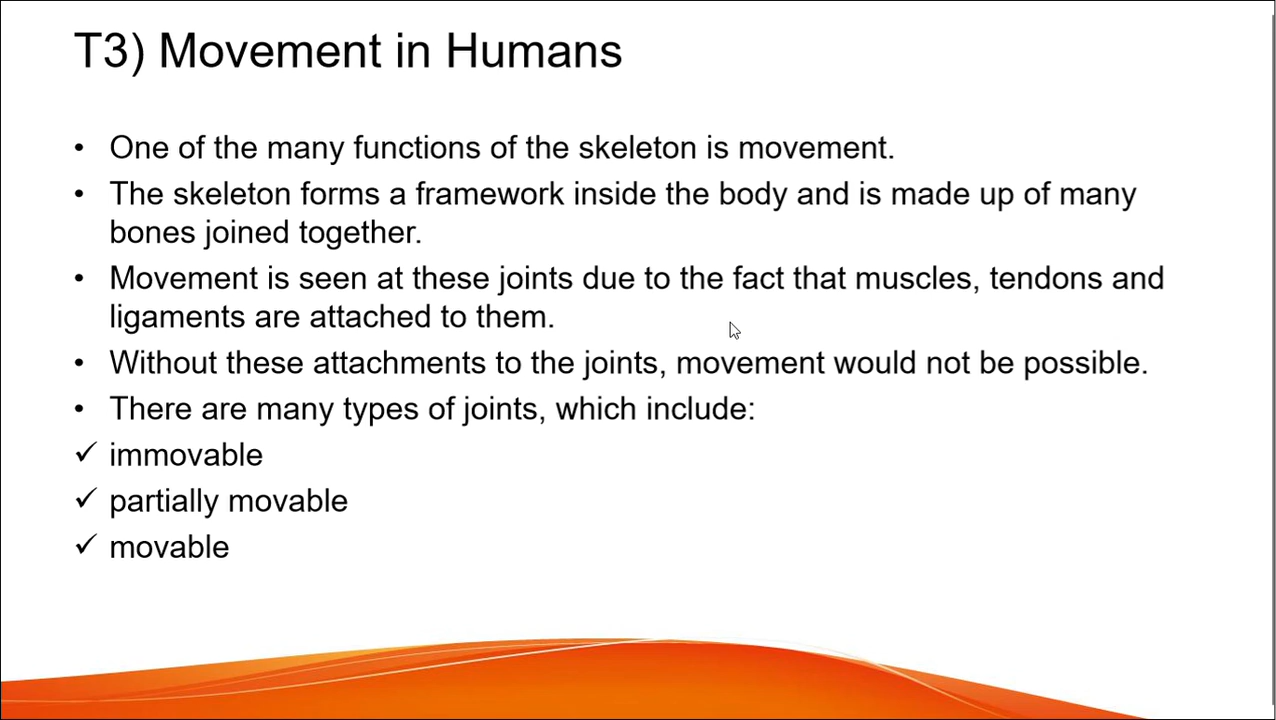 T3) Movement in Humans
• One of the many functions of the skeleton is movement.
• The skeleton forms a framework inside the body and is made up of many
bones joined together.
• Movement is seen at these joints due to the fact that muscles, tendons and
ligaments are attached to them.
• Without these attachments to the joints, movement would not be possible.
• There are many types of joints, which include:
✓ immovable
✓ partially movable
✓ movable